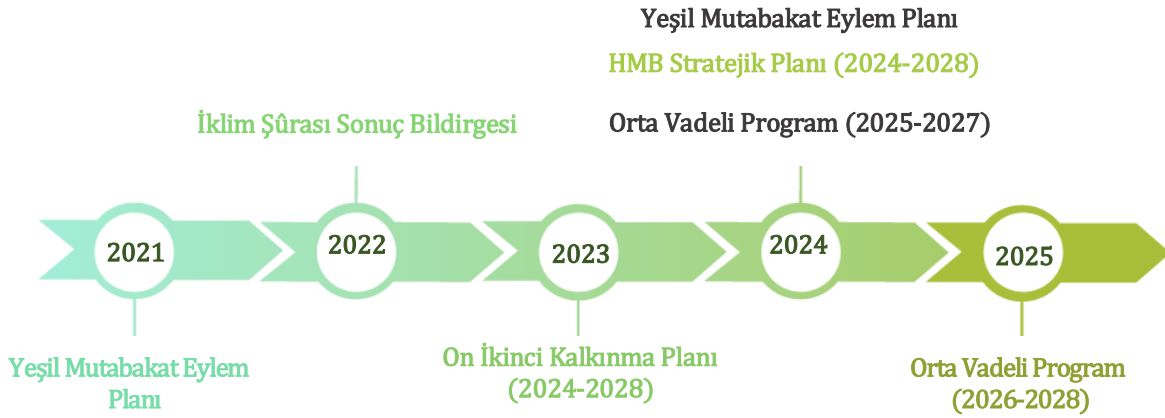 Yeşil Mutabakat Eylem Planı
HMB Stratejik Planı (2024-2028)
İklim Şûrası Sonuç Bildirgesi
Orta Vadeli Program (2025-2027)
2021
2022
2023
2024
2025
Yeşil Mutabakat Eylem
Planı
On İkinci Kalkınma Planı
(2024-2028)
Orta Vadeli Program
(2026-2028)